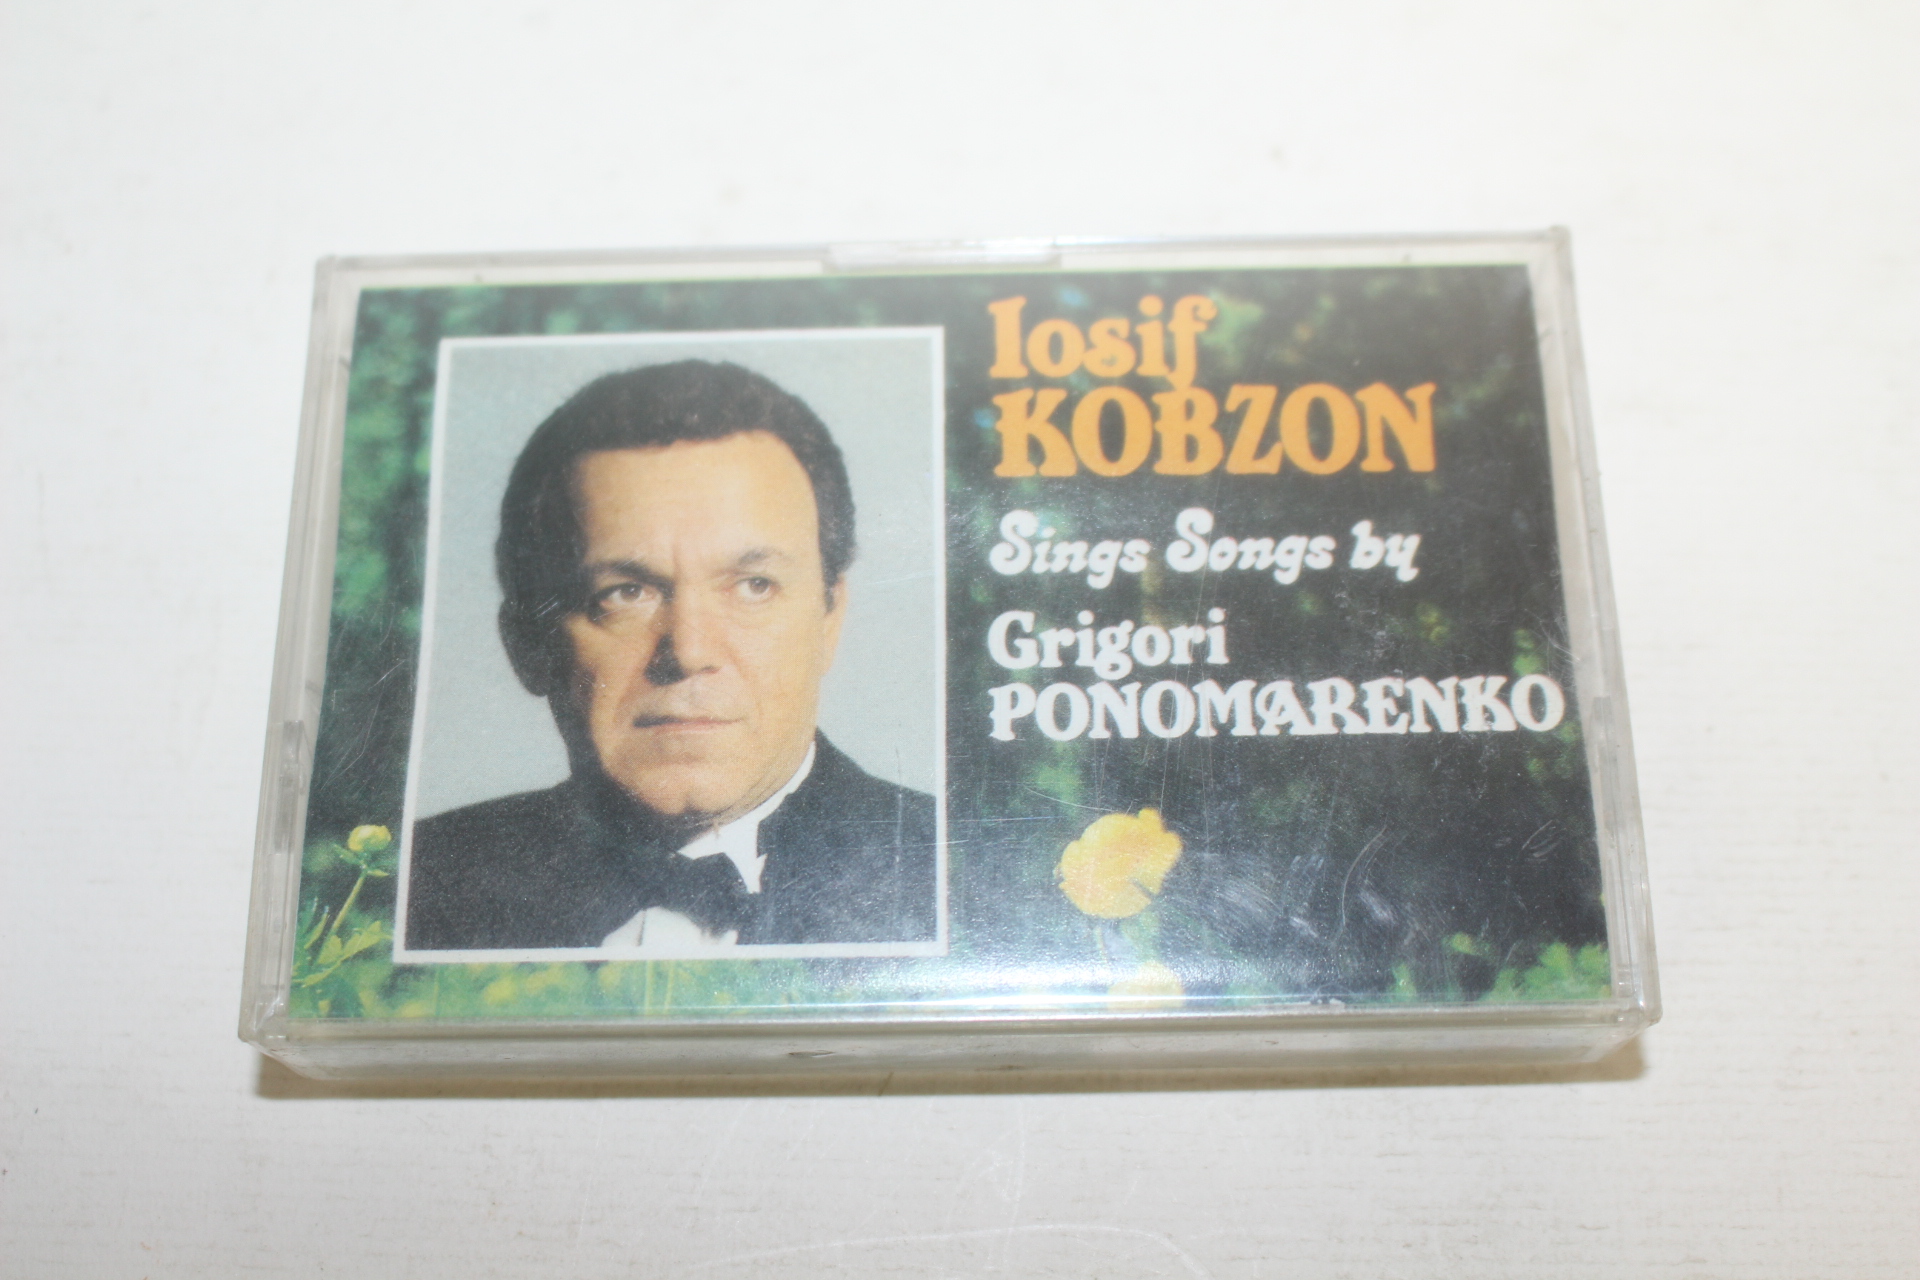 Iosif
KOBZON
Sings Songs by
Grigori
PONOMARENKO